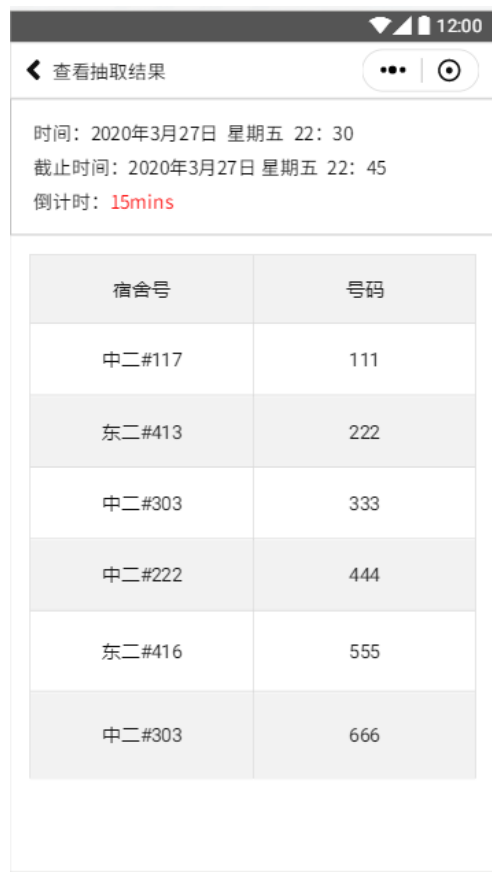 12:00
查看抽取结果
时间：2020年3月27日 星期五 22：30
截止时间：2020年3月27日 星期五 22：45
倒计时：15mins
宿舍号 号码
中二#117 111
东二#413 222
中二#303 333
中二#222 444
东二#416 555
中二#303 666